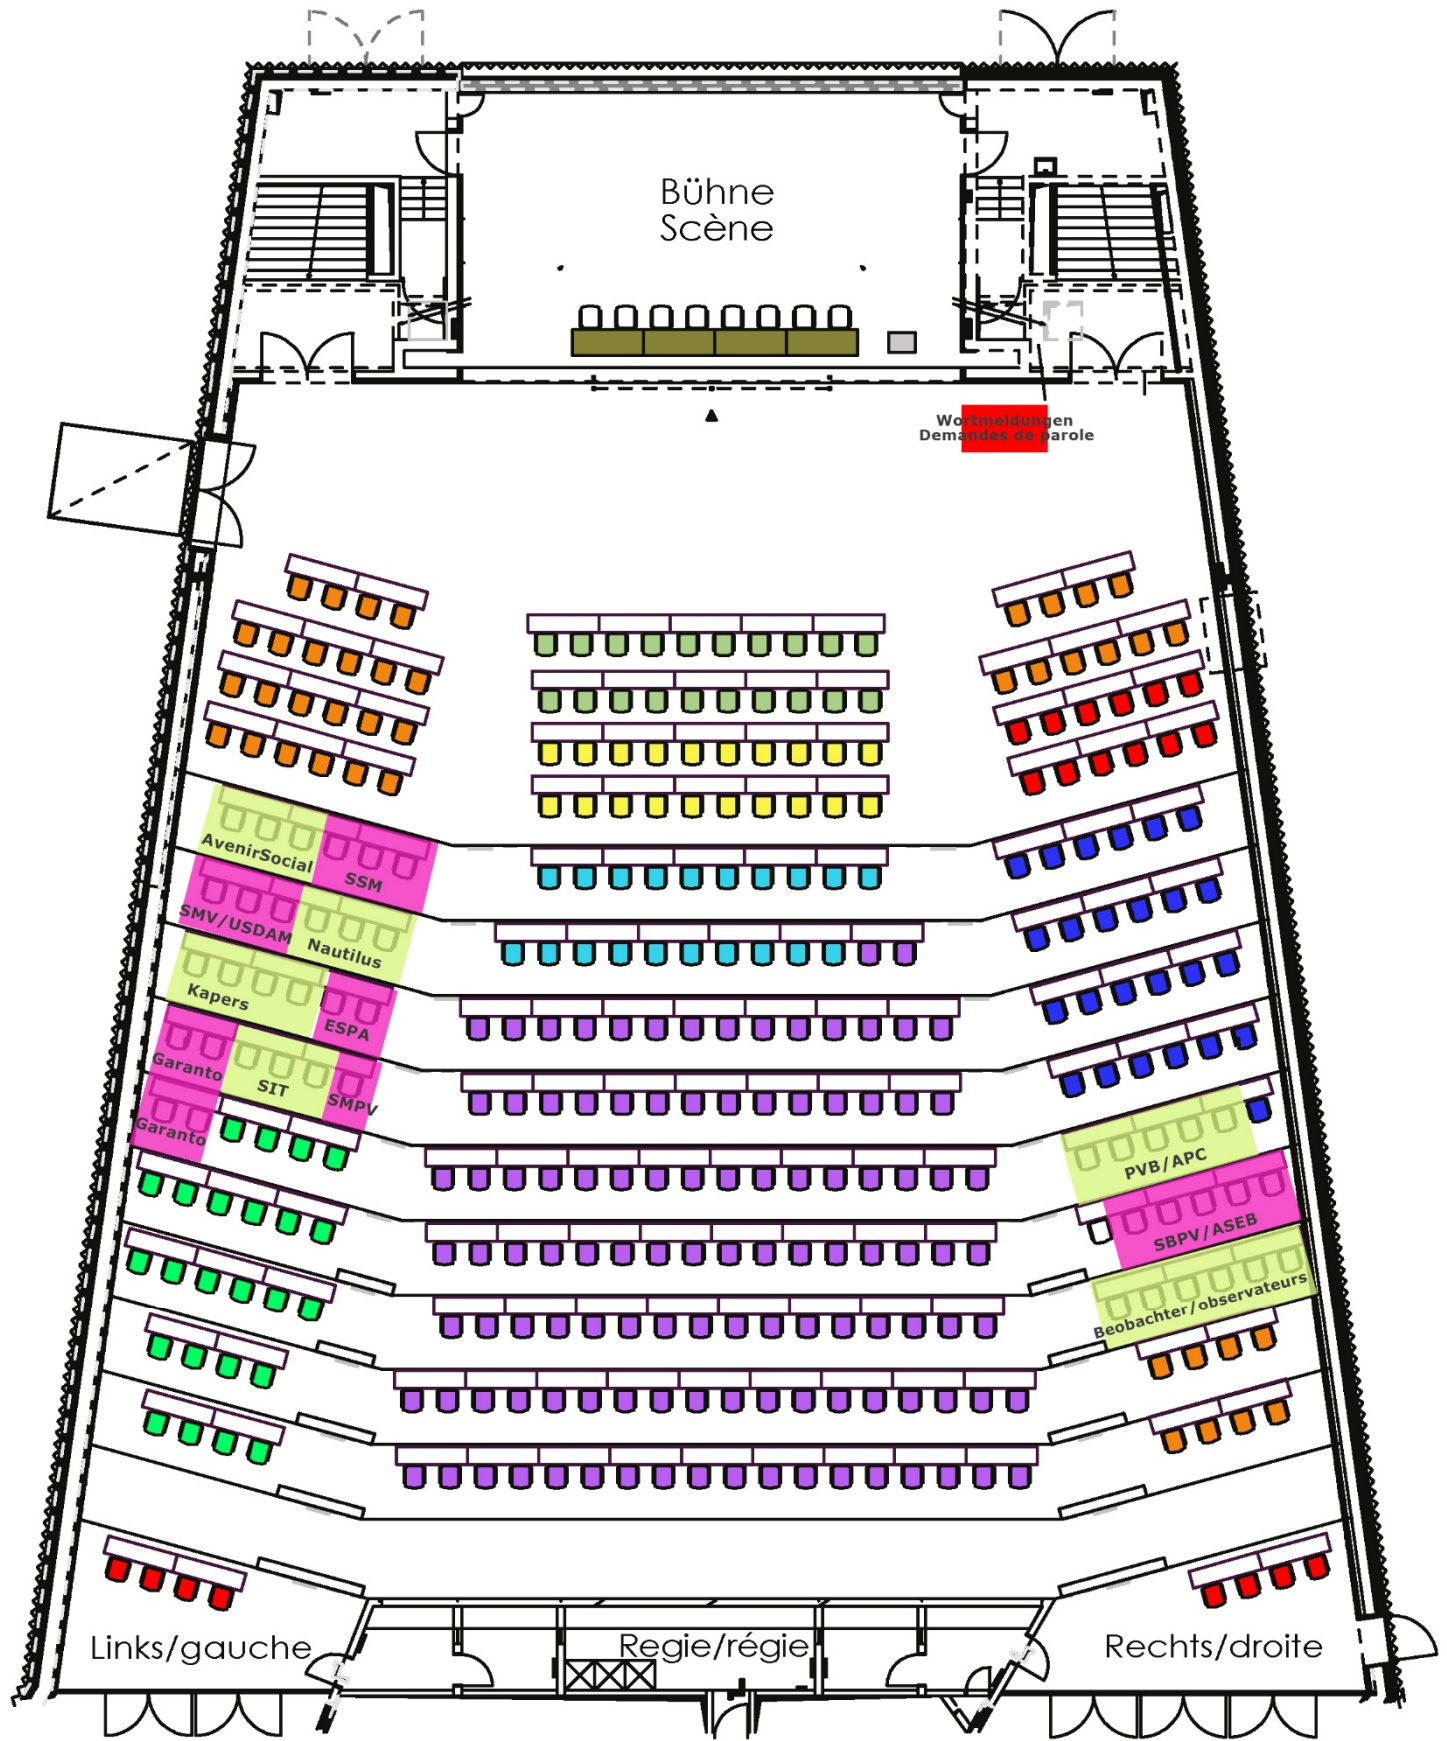 Bühne
Scène
Wortmeldungen
Demandes de parole
AvenirSocial
SSM
SMV/USDAM
Nautilus
Kapers
ESPA
Garanto
SIT
SMPV
Garanto
PVB/APC
SBPV/ASEB
Beobachter/observateurs
Links/gauche
Regie/régie
Rechts/droite